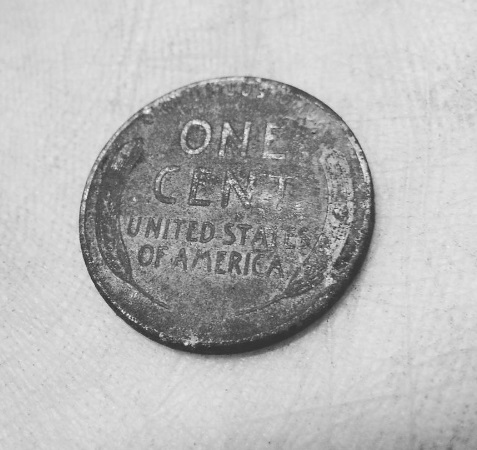 ONE
CENT
UNITED STATES
OF AMERICA